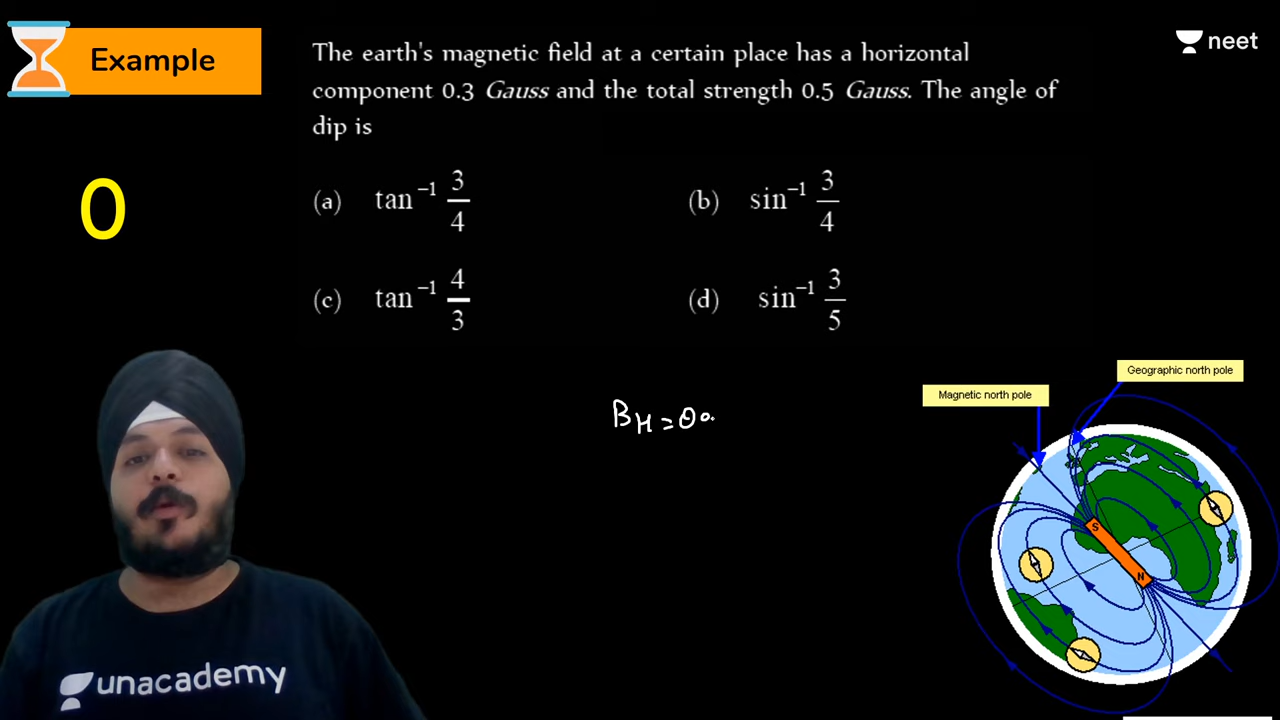 Example
The earth's magnetic field at a certain place has a horizontal
component 0.3 Gauss and the total strength 0.5 Gauss. The angle of
dip is
neet
0
(a) tan⁻¹ 3/4
(b) sin⁻¹ 3/4
(c) tan⁻¹ 4/3
(d) sin⁻¹ 3/5
Geographic north pole
Magnetic north pole
B_H = 0.
S
N
unacademy